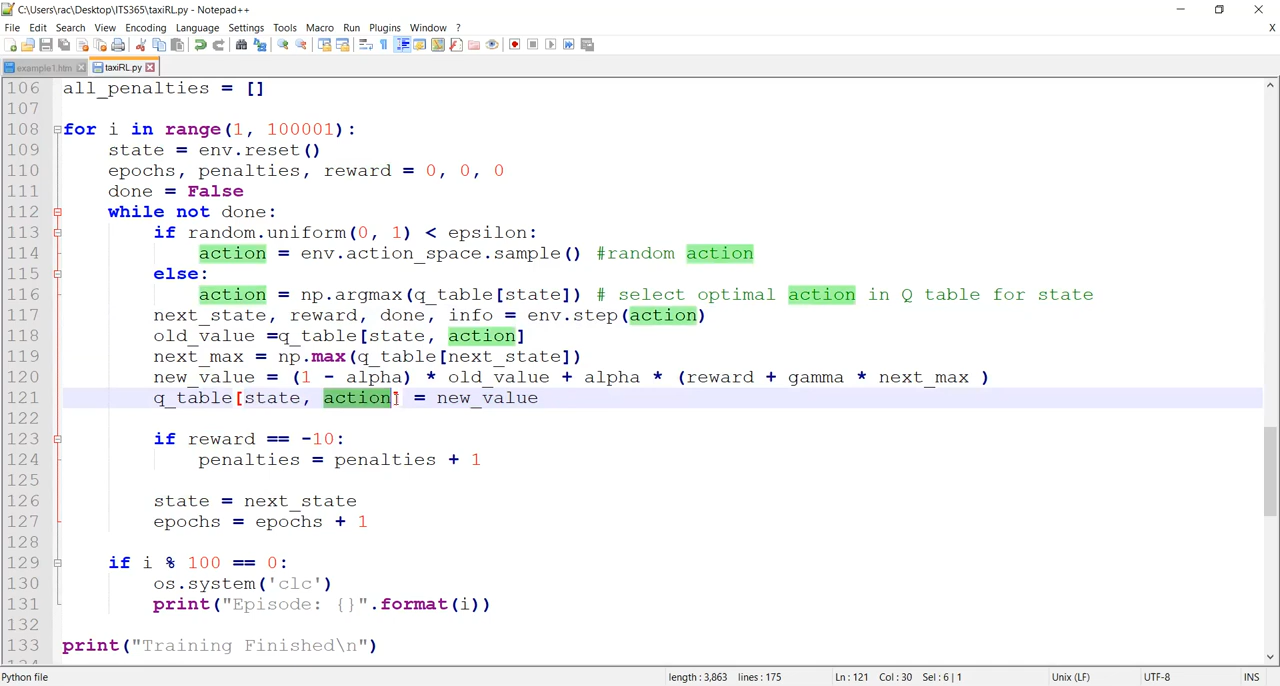 C:\Users\rac\Desktop\ITS365\taxiRL.py - Notepad++
File Edit Search View Encoding Language Settings Tools Macro Run Plugins Window ? X
example1.htm taxiRL.py
106 all_penalties = []
107
108 for i in range(1, 100001):
109 state = env.reset()
110 epochs, penalties, reward = 0, 0, 0
111 done = False
112 while not done:
113 if random.uniform(0, 1) < epsilon:
114 action = env.action_space.sample() #random action
115 else:
116 action = np.argmax(q_table[state]) # select optimal action in Q table for state
117 next_state, reward, done, info = env.step(action)
118 old_value =q_table[state, action]
119 next_max = np.max(q_table[next_state])
120 new_value = (1 - alpha) * old_value + alpha * (reward + gamma * next_max )
121 q_table[state, action] = new_value
122
123 if reward == -10:
124 penalties = penalties + 1
125
126 state = next_state
127 epochs = epochs + 1
128
129 if i % 100 == 0:
130 os.system('clc')
131 print("Episode: {}".format(i))
132
133 print("Training Finished\n")
Python file length : 3,863 lines : 175 Ln : 121 Col : 30 Sel : 6 | 1 Unix (LF) UTF-8 INS